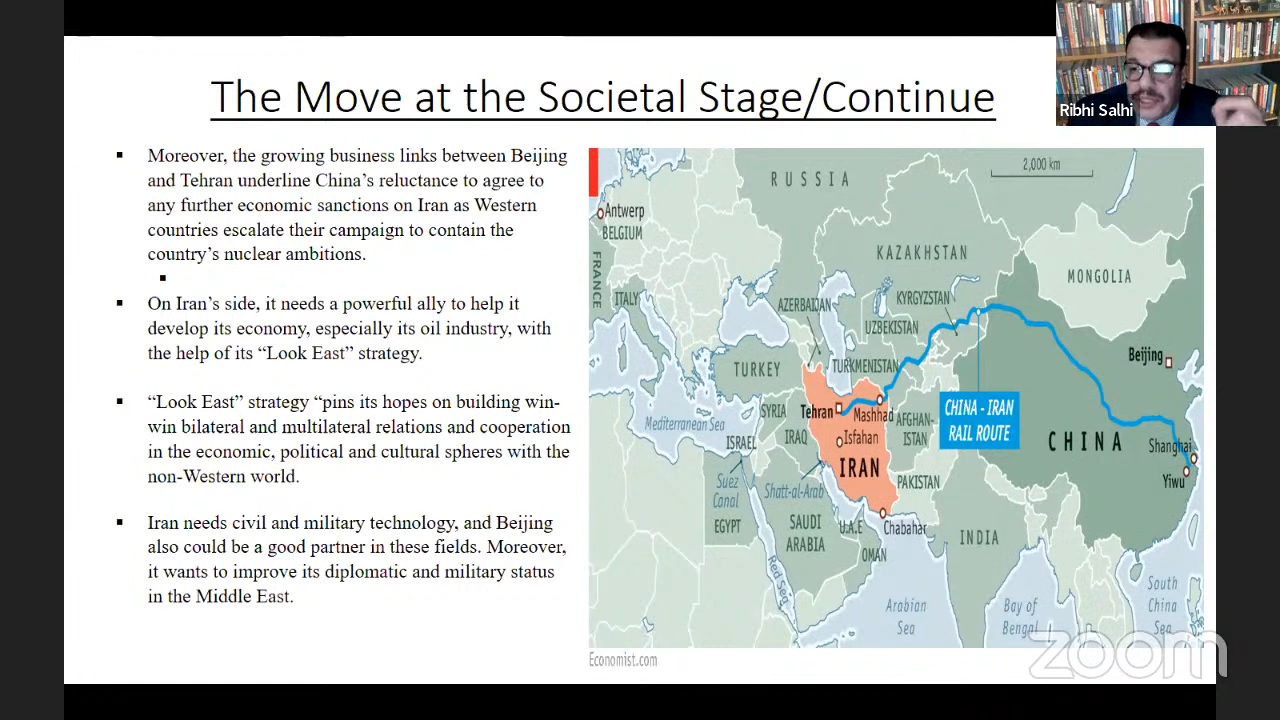 The Move at the Societal Stage/Continue
Ribhi Salhi
▪ Moreover, the growing business links between Beijing
and Tehran underline China’s reluctance to agree to
any further economic sanctions on Iran as Western
countries escalate their campaign to contain the
country’s nuclear ambitions.
▪
▪ On Iran’s side, it needs a powerful ally to help it
develop its economy, especially its oil industry, with
the help of its “Look East” strategy.
▪ “Look East” strategy “pins its hopes on building win-
win bilateral and multilateral relations and cooperation
in the economic, political and cultural spheres with the
non-Western world.
▪ Iran needs civil and military technology, and Beijing
also could be a good partner in these fields. Moreover,
it wants to improve its diplomatic and military status
in the Middle East.
2,000 km
RUSSIA
Antwerp
BELGIUM
FRANCE
ITALY
KAZAKHSTAN
MONGOLIA
AZERBAIJAN
KYRGYZSTAN
UZBEKISTAN
TURKEY
TURKMENISTAN
Beijing
SYRIA
Tehran
Mashhad
AFGHAN-
ISTAN
CHINA - IRAN
RAIL ROUTE
Mediterranean Sea
ISRAEL
IRAQ
Isfahan
CHINA
Shanghai
IRAN
Yiwu
Suez
Canal
Shatt-al-Arab
PAKISTAN
EGYPT
SAUDI
ARABIA
U.A.E
Chabahar
OMAN
INDIA
Red Sea
Arabian
Sea
Bay of
Bengal
South
China
Sea
Economist.com
zoom